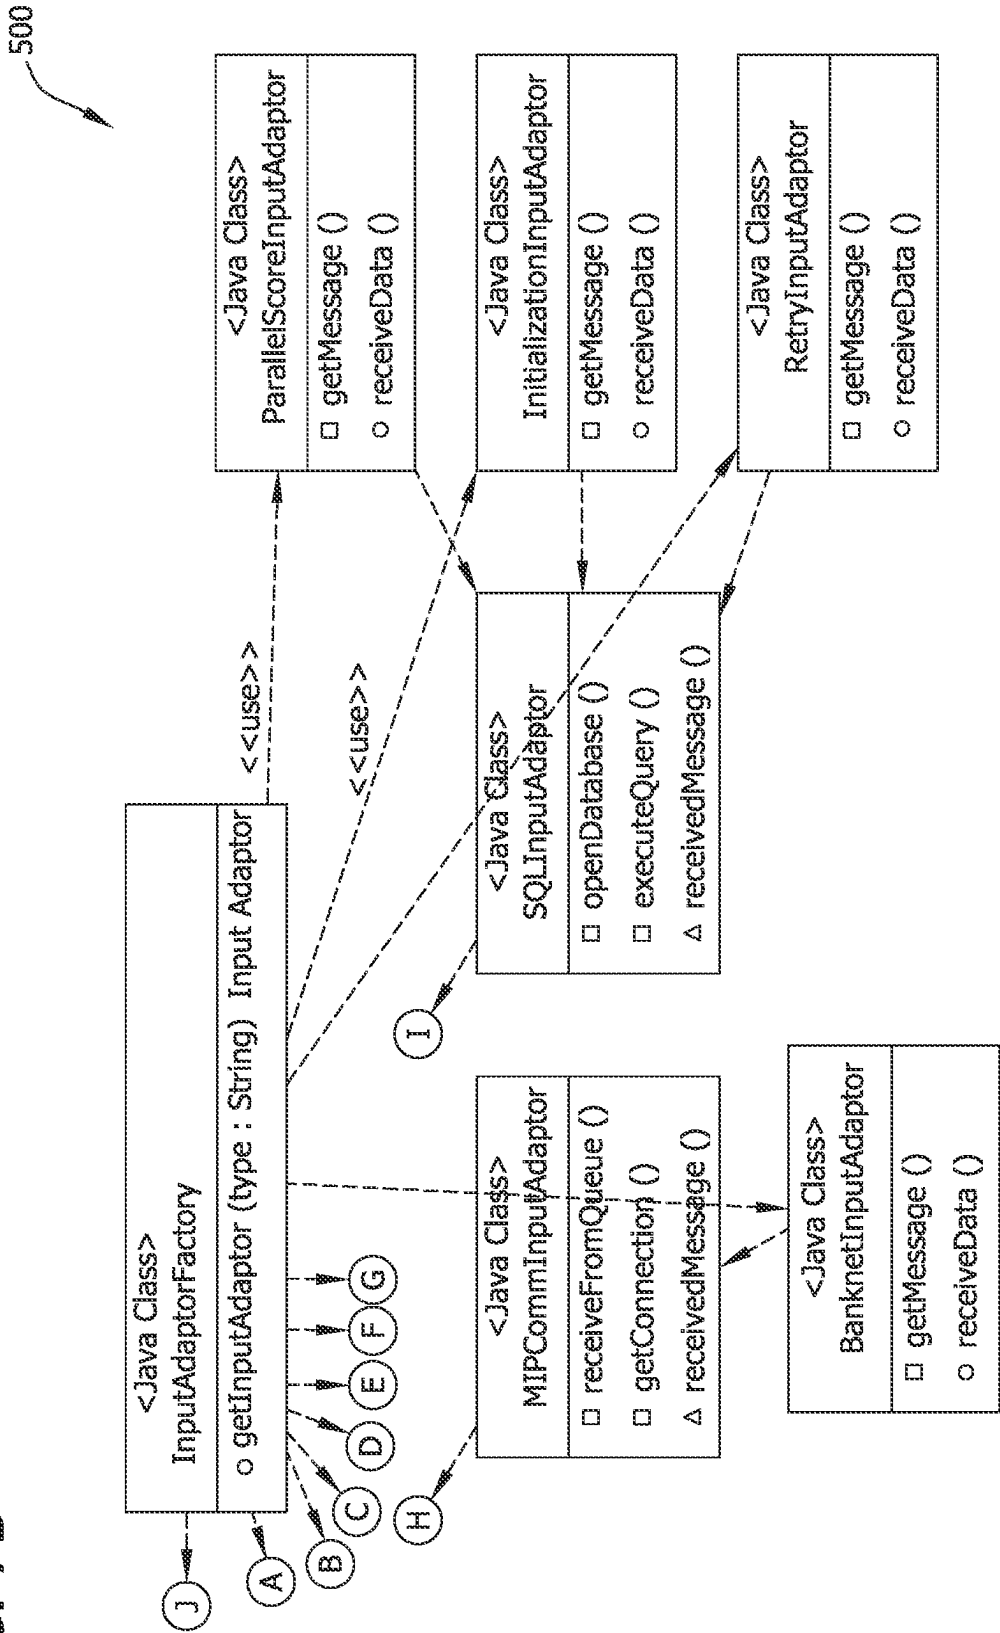 500
<Java Class>
InputAdaptorFactory
○ getInputAdaptor (type : String) Input Adaptor
J
A
B
C
D
E
F
G
<<use>>
<<use>>
<Java Class>
ParallelScoreInputAdaptor
□ getMessage ()
○ receiveData ()
H
<Java Class>
MIPCommInputAdaptor
□ receiveFromQueue ()
□ getConnection ()
△ receivedMessage ()
I
<Java Class>
SQLInputAdaptor
□ openDatabase ()
□ executeQuery ()
△ receivedMessage ()
<Java Class>
InitializationInputAdaptor
□ getMessage ()
○ receiveData ()
<Java Class>
BanknetInputAdaptor
□ getMessage ()
○ receiveData ()
<Java Class>
RetryInputAdaptor
□ getMessage ()
○ receiveData ()